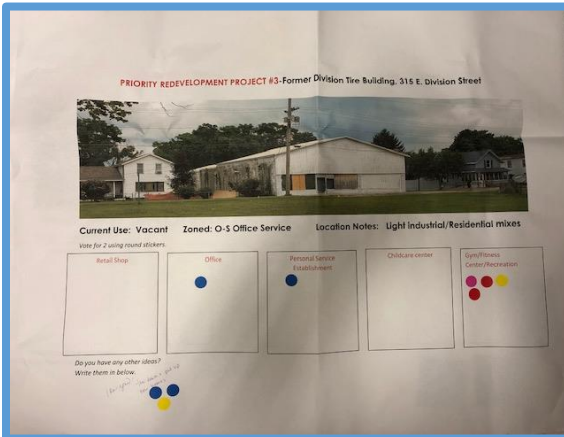 PRIORITY REDEVELOPMENT PROJECT #3-Former Division Tire Building, 315 E. Division Street
Current Use: Vacant Zoned: O-S Office Service Location Notes: Light industrial/Residential mixes
Vote for 2 using round stickers.
Retail Shop
Office
Personal Service
Establishment
Childcare center
Gym/Fitness
Center/Recreation
Do you have any other ideas?
Write them in below.